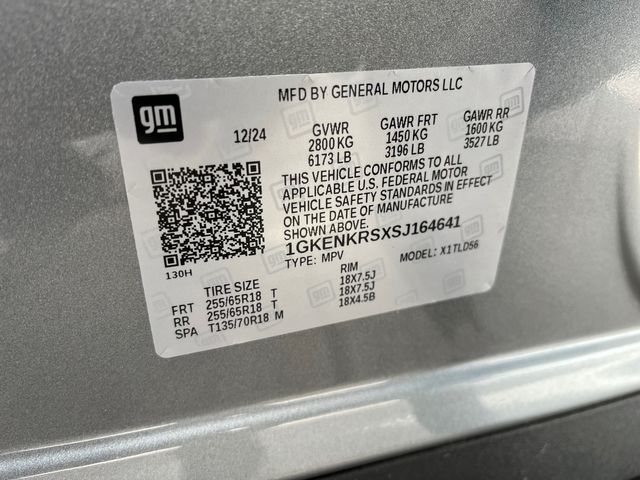 gm
MFD BY GENERAL MOTORS LLC
12/24 GVWR GAWR FRT GAWR RR
2800 KG 1450 KG 1600 KG
6173 LB 3196 LB 3527 LB
THIS VEHICLE CONFORMS TO ALL
APPLICABLE U.S. FEDERAL MOTOR
VEHICLE SAFETY STANDARDS IN EFFECT
ON THE DATE OF MANUFACTURE
SHOWN ABOVE.
1GKENKRSXSJ164641
130H TYPE: MPV MODEL: X1TLD56
TIRE SIZE RIM
FRT 255/65R18 T 18X7.5J
RR 255/65R18 T 18X7.5J
SPA T135/70R18 M 18X4.5B